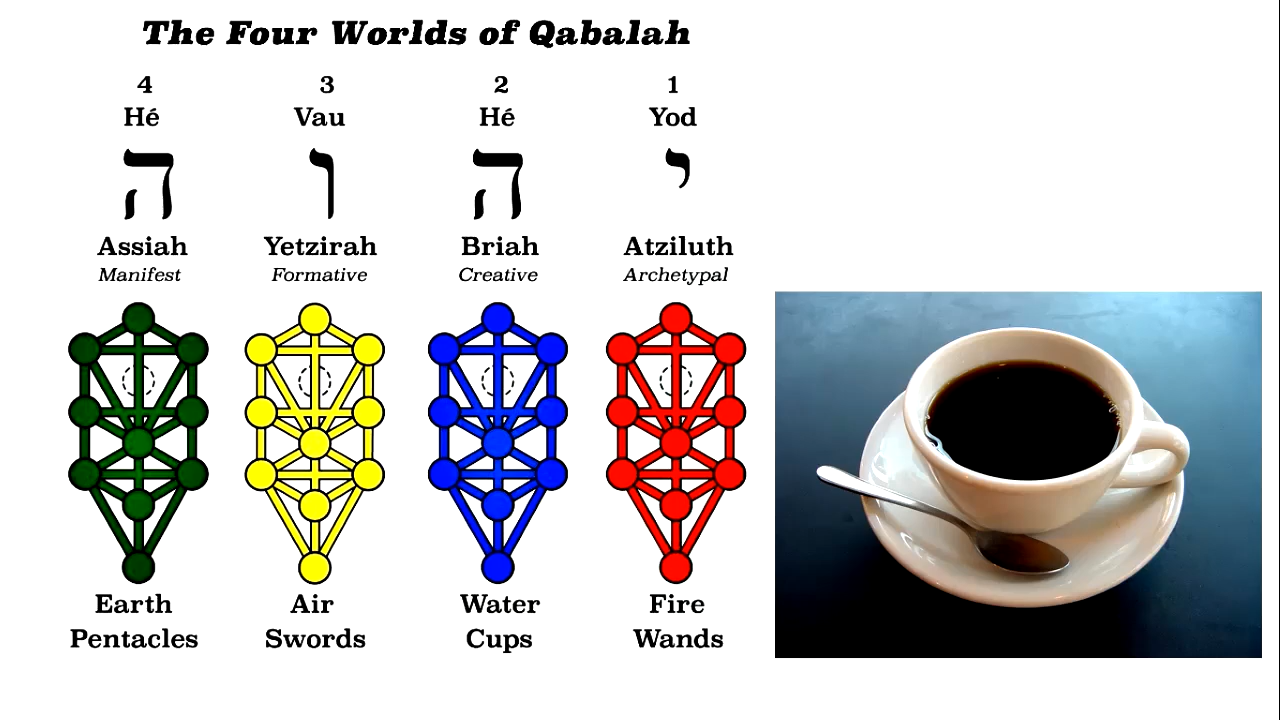 The Four Worlds of Qabalah
4 3 2 1
Hé Vau Hé Yod
ה ו ה י
Assiah Yetzirah Briah Atziluth
Manifest Formative Creative Archetypal
Earth Air Water Fire
Pentacles Swords Cups Wands